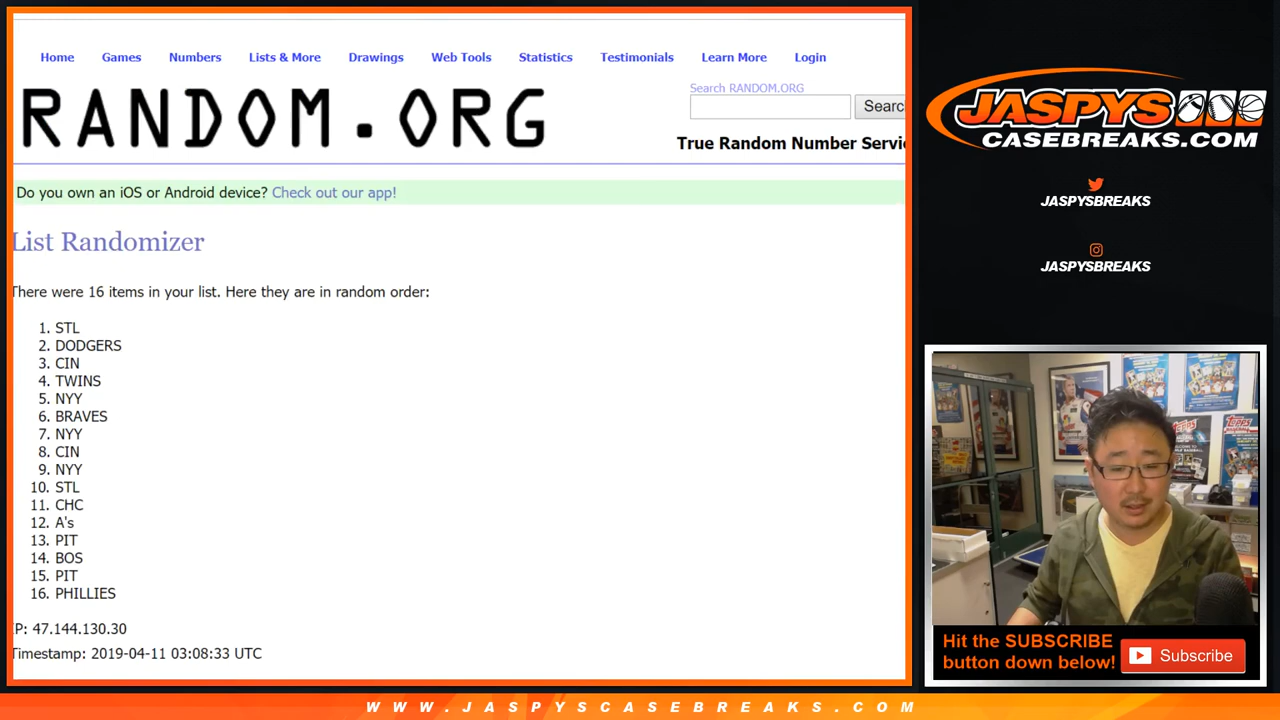 Home Games Numbers Lists & More Drawings Web Tools Statistics Testimonials Learn More Login
RANDOM.ORG
Search RANDOM.ORG
Searc
True Random Number Servi
Do you own an iOS or Android device? Check out our app!
List Randomizer
There were 16 items in your list. Here they are in random order:
1. STL
2. DODGERS
3. CIN
4. TWINS
5. NYY
6. BRAVES
7. NYY
8. CIN
9. NYY
10. STL
11. CHC
12. A's
13. PIT
14. BOS
15. PIT
16. PHILLIES
IP: 47.144.130.30
Timestamp: 2019-04-11 03:08:33 UTC
JASPYS
CASEBREAKS.COM
JASPYSBREAKS
JASPYSBREAKS
Hit the SUBSCRIBE
button down below!
Subscribe
WWW.JASPYSCASEBREAKS.COM